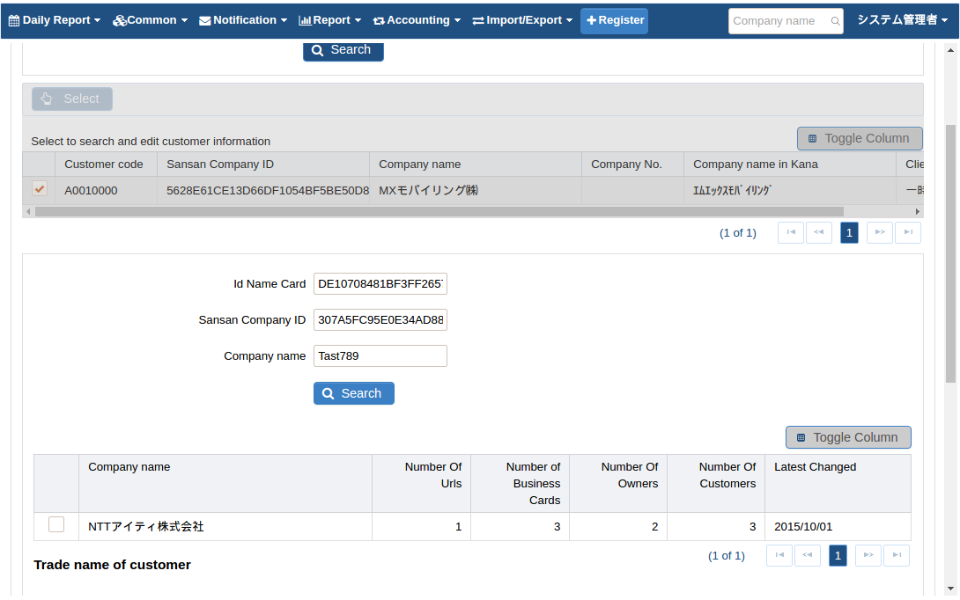 Daily Report Common Notification Report Accounting Import/Export Register Company name システム管理者
Search
Select
Select to search and edit customer information
Toggle Column
Customer code Sansan Company ID Company name Company No. Company name in Kana Clie
A0010000 5628E61CE13D66DF1054BF5BE50D8 MXモバイリング㈱ ｴﾑｴｯｸｽﾓﾊﾞｲﾘﾝｸﾞ 一時
(1 of 1) 1
Id Name Card DE10708481BF3FF265
Sansan Company ID 307A5FC95E0E34AD88
Company name Tast789
Search
Toggle Column
Company name Number Of Urls Number of Business Cards Number Of Owners Number Of Customers Latest Changed
NTTアイティ株式会社 1 3 2 3 2015/10/01
(1 of 1) 1
Trade name of customer